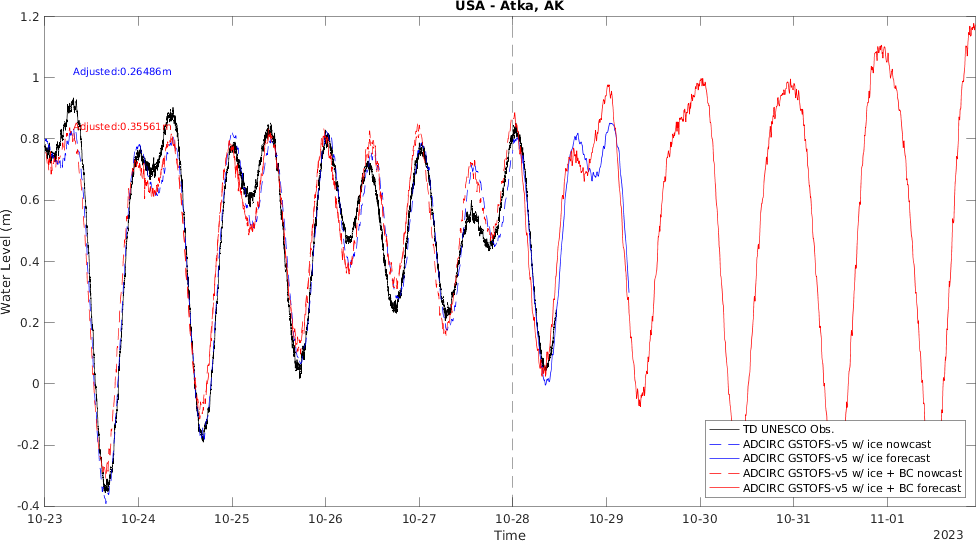 USA - Atka, AK
1.2
1
0.8
0.6
0.4
0.2
0
-0.2
-0.4
Water Level (m)
Adjusted:0.26486m
Adjusted:0.35561m
TD UNESCO Obs.
ADCIRC GSTOFS-v5 w/ ice nowcast
ADCIRC GSTOFS-v5 w/ ice forecast
ADCIRC GSTOFS-v5 w/ ice + BC nowcast
ADCIRC GSTOFS-v5 w/ ice + BC forecast
10-23 10-24 10-25 10-26 10-27 10-28 10-29 10-30 10-31 11-01
Time
2023